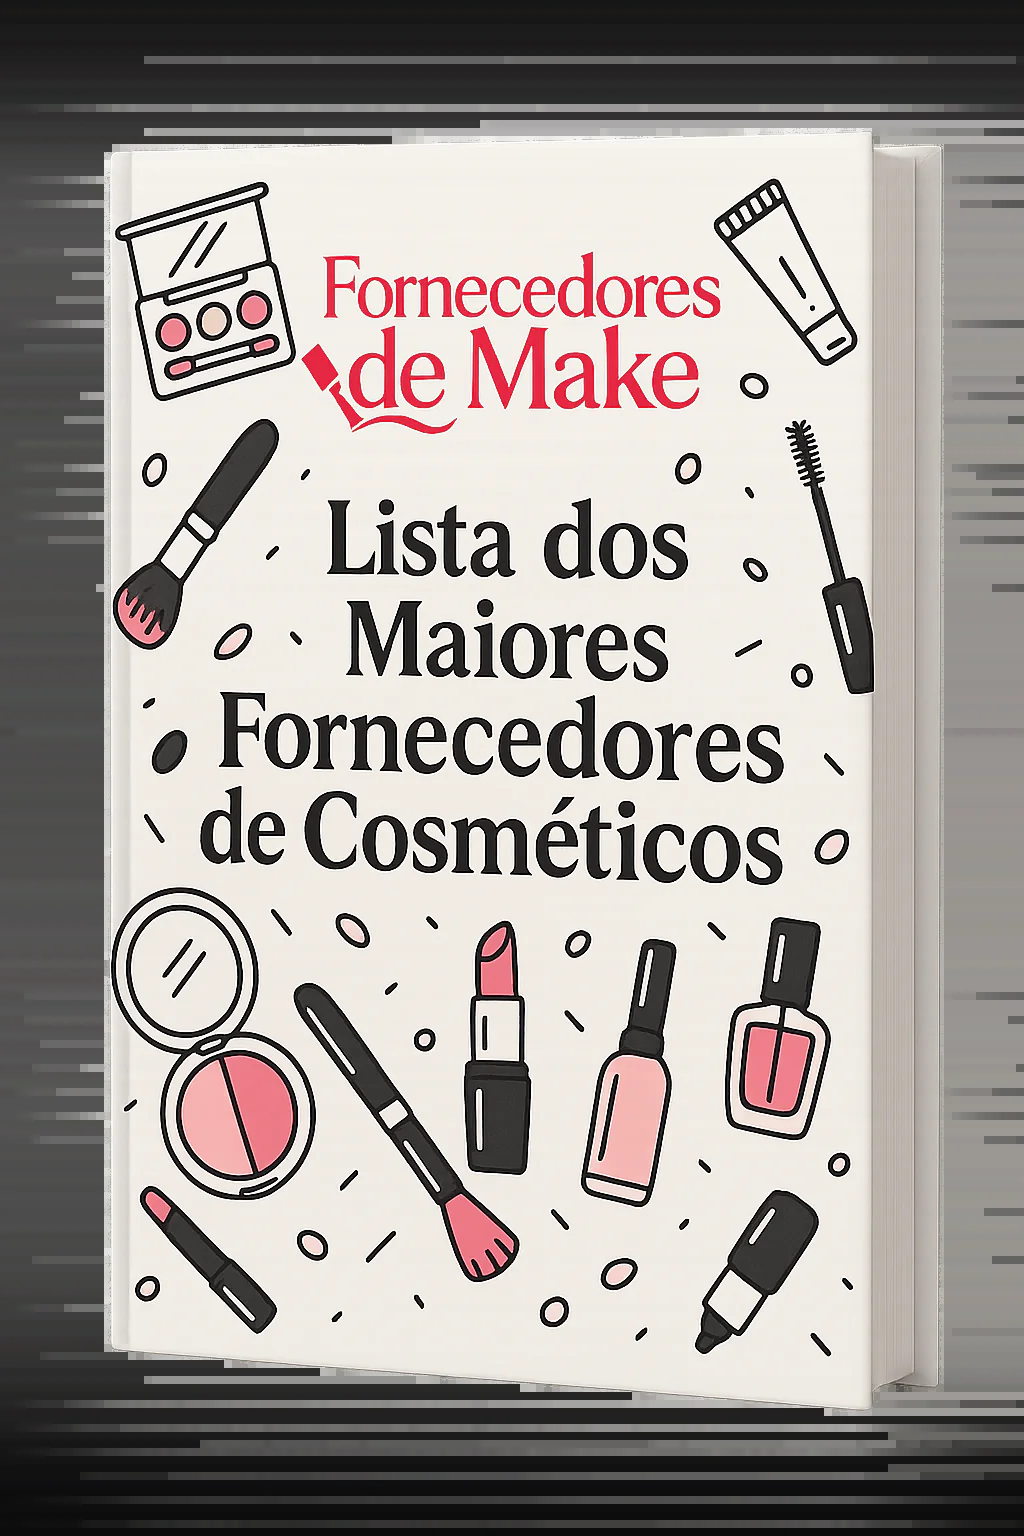 Fornecedores
de Make
Lista dos
Maiores
Fornecedores
de Cosméticos